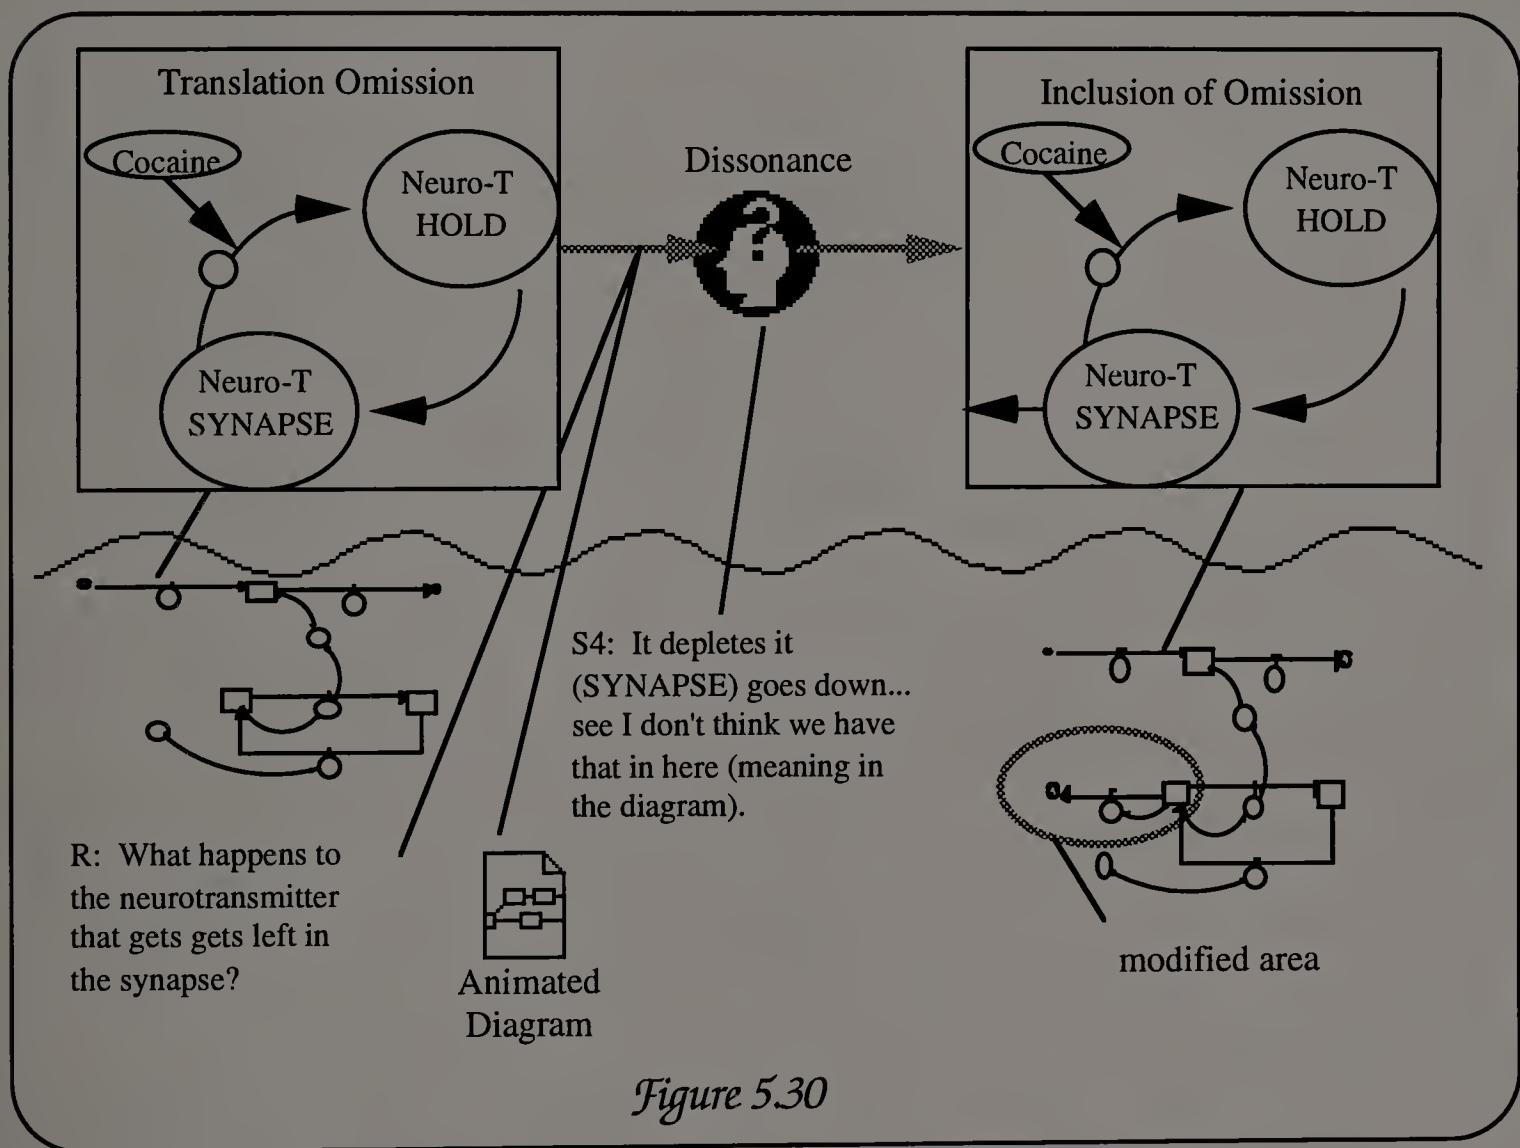 Translation Omission
Cocaine
Neuro-T
HOLD
Neuro-T
SYNAPSE
Dissonance
?
Inclusion of Omission
Cocaine
Neuro-T
HOLD
Neuro-T
SYNAPSE
S4: It depletes it
(SYNAPSE) goes down...
see I don't think we have
that in here (meaning in
the diagram).
R: What happens to
the neurotransmitter
that gets gets left in
the synapse?
Animated
Diagram
modified area
Figure 5.30